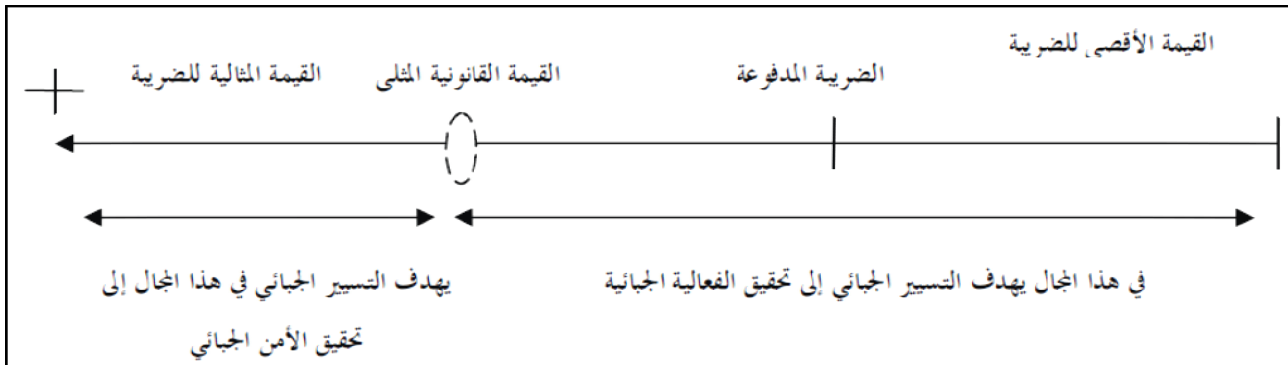 القيمة الأقصى للضريبة
الضريبة المدفوعة
القيمة القانونية المثلى
القيمة المثالية للضريبة
في هذا المجال يهدف التسيير الجبائي إلى تحقيق الفعالية الجبائية
يهدف التسيير الجبائي في هذا المجال إلى
تحقيق الأمن الجبائي